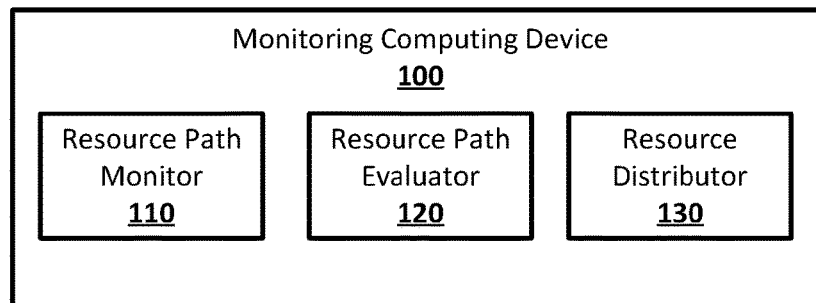 Monitoring Computing Device
100
Resource Path
Monitor
110
Resource Path
Evaluator
120
Resource
Distributor
130